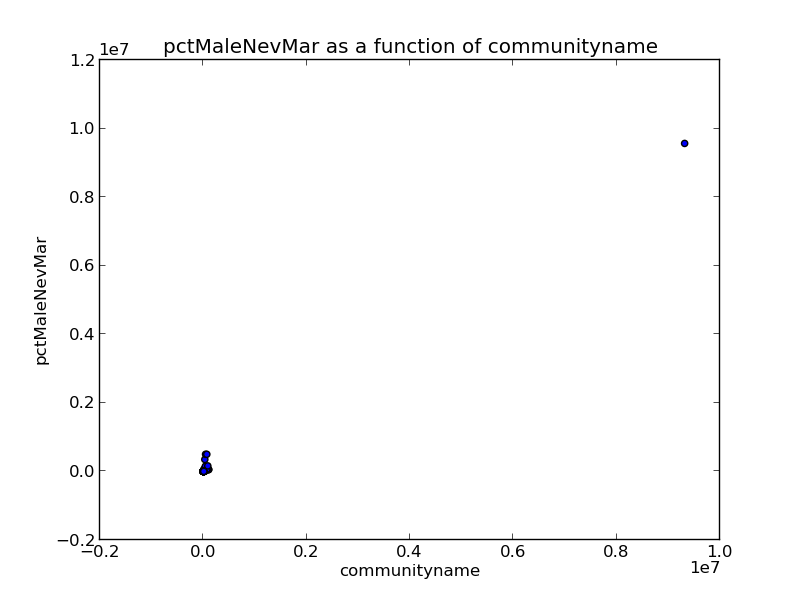 pctMaleNevMar as a function of communityname
1e7
1.2
1.0
0.8
0.6
0.4
0.2
0.0
−0.2
pctMaleNevMar
−0.2 0.0 0.2 0.4 0.6 0.8 1.0
1e7
communityname